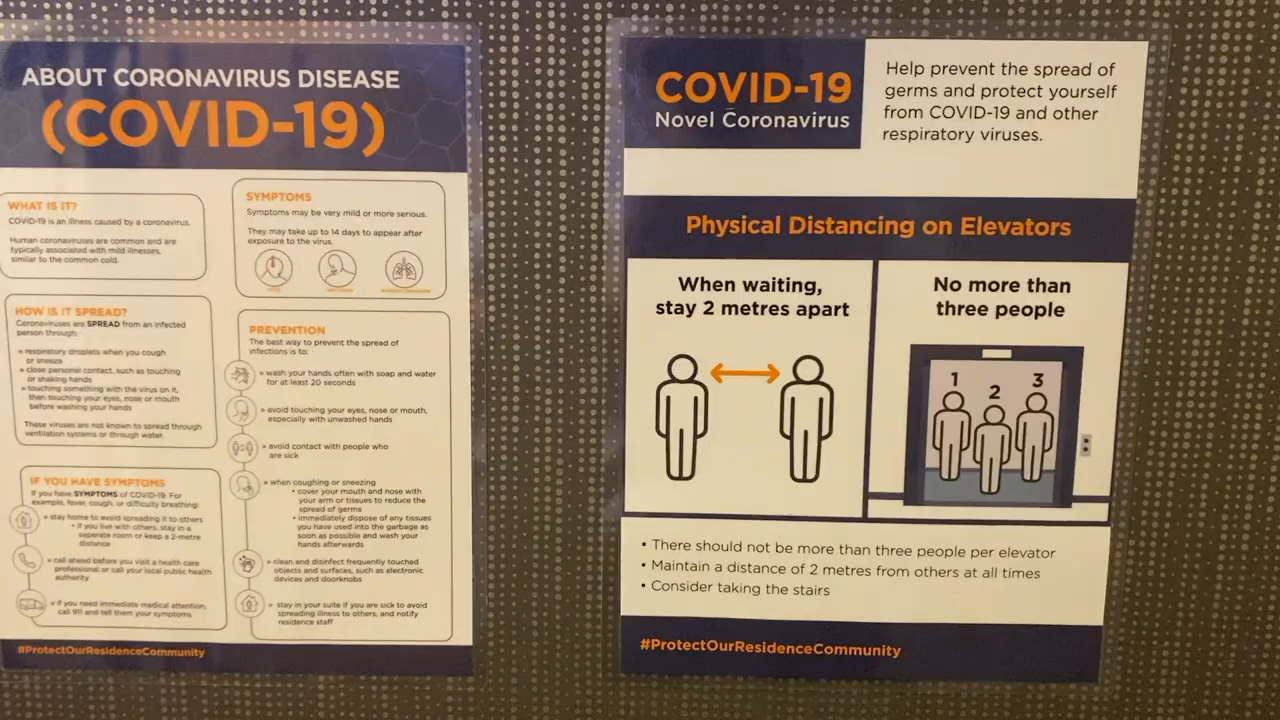 ABOUT CORONAVIRUS DISEASE
(COVID-19)
WHAT IS IT?
COVID-19 is an illness caused by a coronavirus.
Human coronaviruses are common and are
typically associated with mild illnesses,
similar to the common cold.
HOW IS IT SPREAD?
Coronaviruses are SPREAD from an infected
person through:
» respiratory droplets when you cough
or sneeze
» close personal contact, such as touching
or shaking hands
» touching something with the virus on it,
then touching your eyes, nose or mouth
before washing your hands
These viruses are not known to spread through
ventilation systems or through water.
IF YOU HAVE SYMPTOMS
If you have SYMPTOMS of COVID-19. For
example, fever, cough, or difficulty breathing:
» stay home to avoid spreading it to others
• if you live with others, stay in a
seperate room or keep a 2-metre
distance
» call ahead before you visit a health care
professional or call your local public health
authority
» if you need immediate medical attention,
call 911 and tell them your symptoms
SYMPTOMS
Symptoms may be very mild or more serious.
They may take up to 14 days to appear after
exposure to the virus.
PREVENTION
The best way to prevent the spread of
infections is to:
» wash your hands often with soap and water
for at least 20 seconds
» avoid touching your eyes, nose or mouth,
especially with unwashed hands
» avoid contact with people who
are sick
» when coughing or sneezing
• cover your mouth and nose with
your arm or tissues to reduce the
spread of germs
• immediately dispose of any tissues
you have used into the garbage as
soon as possible and wash your
hands afterwards
» clean and disinfect frequently touched
objects and surfaces, such as electronic
devices and doorknobs
» stay in your suite if you are sick to avoid
spreading illness to others, and notify
residence staff
#ProtectOurResidenceCommunity
COVID-19
Novel Coronavirus
Help prevent the spread of
germs and protect yourself
from COVID-19 and other
respiratory viruses.
Physical Distancing on Elevators
When waiting,
stay 2 metres apart
No more than
three people
1
2
3
• There should not be more than three people per elevator
• Maintain a distance of 2 metres from others at all times
• Consider taking the stairs
#ProtectOurResidenceCommunity